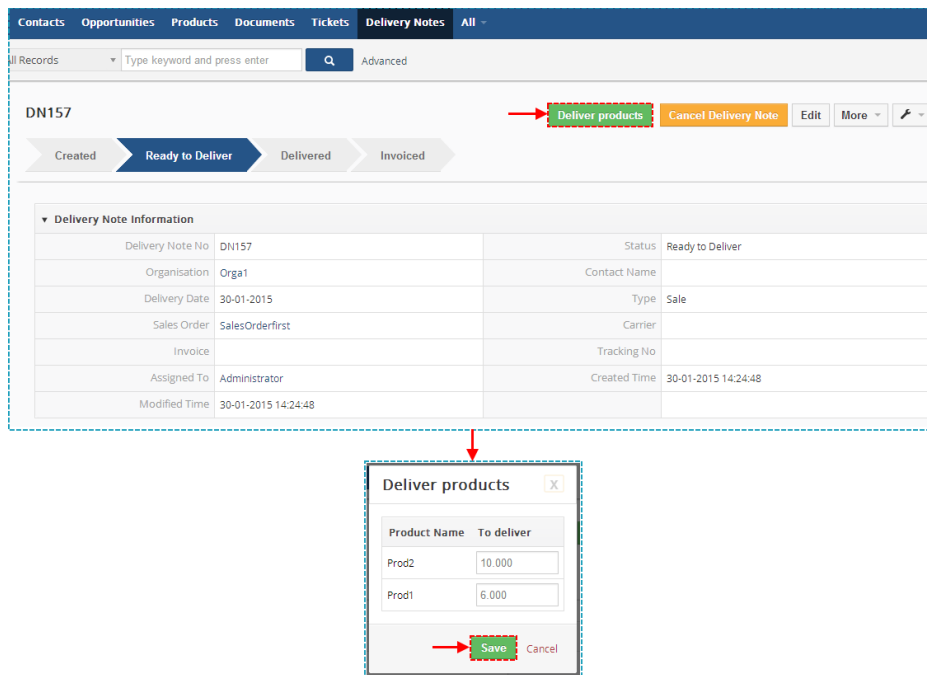 Contacts Opportunities Products Documents Tickets Delivery Notes All
ll Records Type keyword and press enter Advanced
DN157 Deliver products Cancel Delivery Note Edit More
Created Ready to Deliver Delivered Invoiced
Delivery Note Information
Delivery Note No DN157 Status Ready to Deliver
Organisation Orga1 Contact Name
Delivery Date 30-01-2015 Type Sale
Sales Order SalesOrderfirst Carrier
Invoice Tracking No
Assigned To Administrator Created Time 30-01-2015 14:24:48
Modified Time 30-01-2015 14:24:48
Deliver products X
Product Name To deliver
Prod2 10.000
Prod1 6.000
Save Cancel